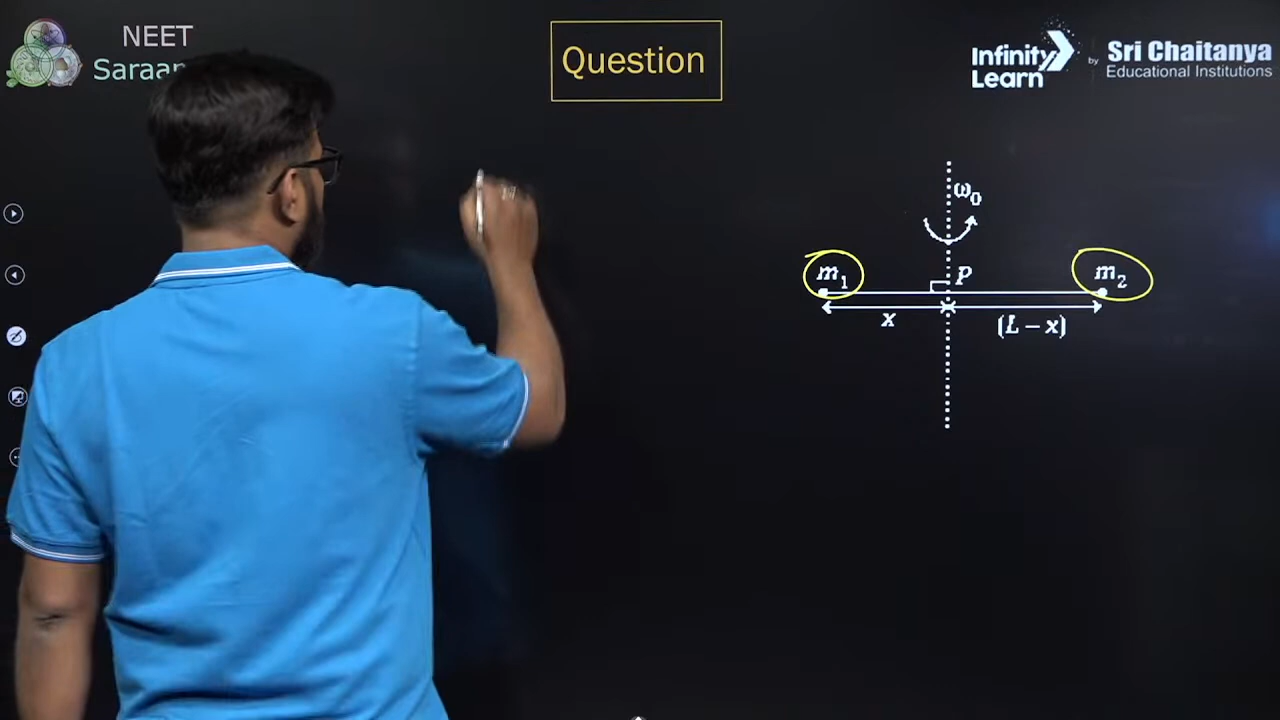 NEET
Saraan
Question
Infinity Learn
by Sri Chaitanya
Educational Institutions
ω₀
m₁
P
m₂
x
(L – x)